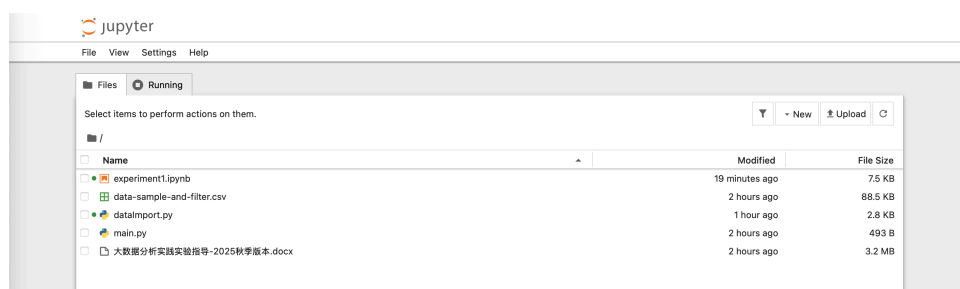 jupyter
File View Settings Help
Files Running
Select items to perform actions on them.
New Upload
/
Name Modified File Size
experiment1.ipynb 19 minutes ago 7.5 KB
data-sample-and-filter.csv 2 hours ago 88.5 KB
dataImport.py 1 hour ago 2.8 KB
main.py 2 hours ago 493 B
大数据分析实践实验指导-2025秋季版本.docx 2 hours ago 3.2 MB